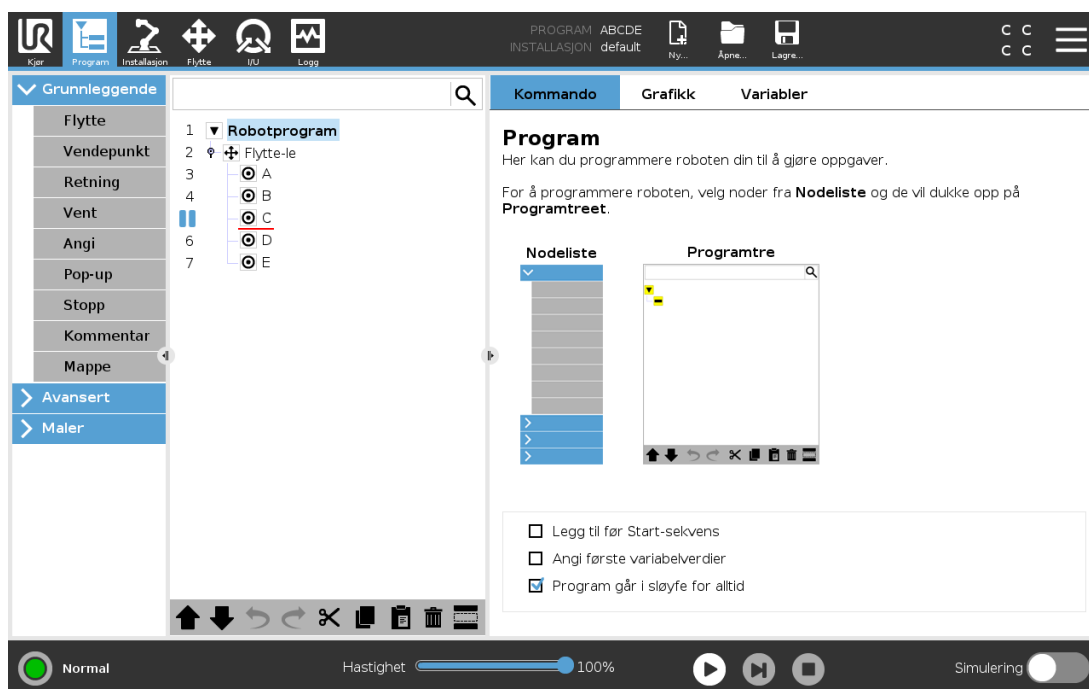 UR
Kjør
Program
Installasjon
Flytte
I/U
Logg
PROGRAM ABCDE
INSTALLASJON default
Ny...
Åpne...
Lagre...
C C
C C
Grunnleggende
Flytte
Vendepunkt
Retning
Vent
Angi
Pop-up
Stopp
Kommentar
Mappe
Avansert
Maler
1 Robotprogram
2 Flytte-le
3 A
4 B
C
6 D
7 E
Kommando
Grafikk
Variabler
Program
Her kan du programmere roboten din til å gjøre oppgaver.
For å programmere roboten, velg noder fra Nodeliste og de vil dukke opp på
Programtreet.
Nodeliste
Programtre
Legg til før Start-sekvens
Angi første variabelverdier
Program går i sløyfe for alltid
Normal
Hastighet 100%
Simulering